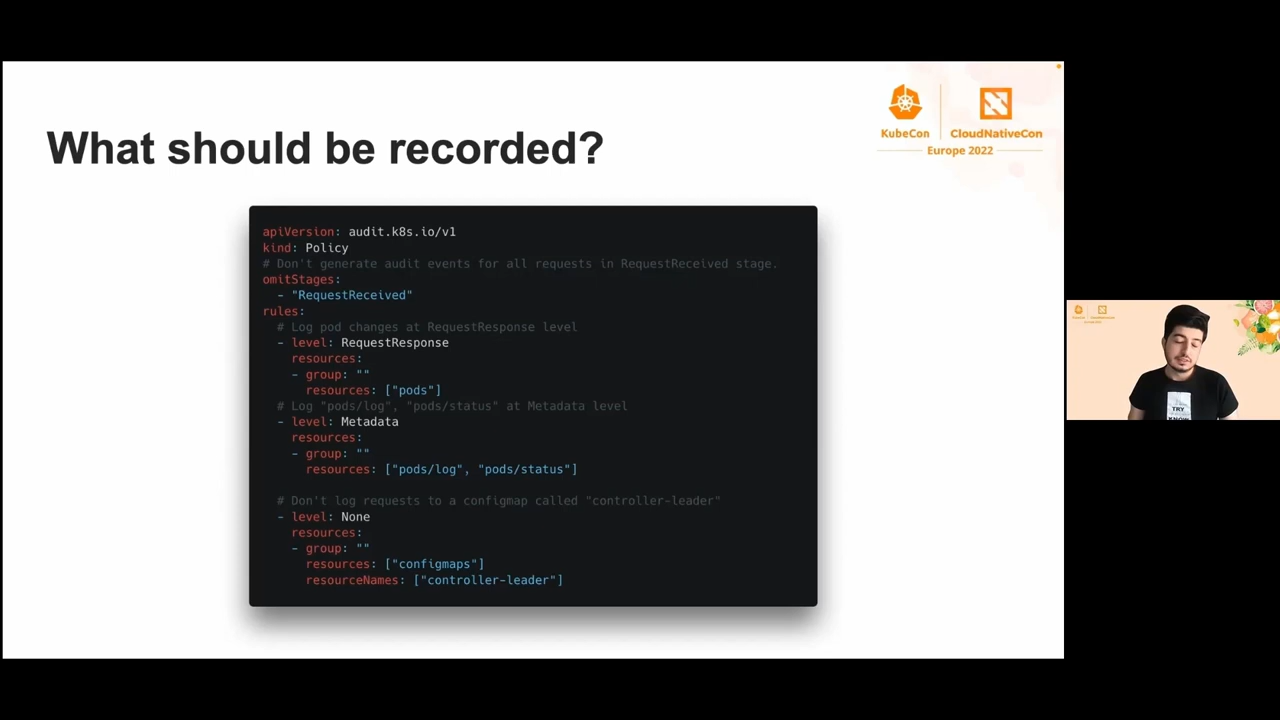 What should be recorded?
KubeCon
CloudNativeCon
Europe 2022
apiVersion: audit.k8s.io/v1
kind: Policy
# Don't generate audit events for all requests in RequestReceived stage.
omitStages:
- "RequestReceived"
rules:
# Log pod changes at RequestResponse level
- level: RequestResponse
resources:
- group: ""
resources: ["pods"]
# Log "pods/log", "pods/status" at Metadata level
- level: Metadata
resources:
- group: ""
resources: ["pods/log", "pods/status"]
# Don't log requests to a configmap called "controller-leader"
- level: None
resources:
- group: ""
resources: ["configmaps"]
resourceNames: ["controller-leader"]
TRY